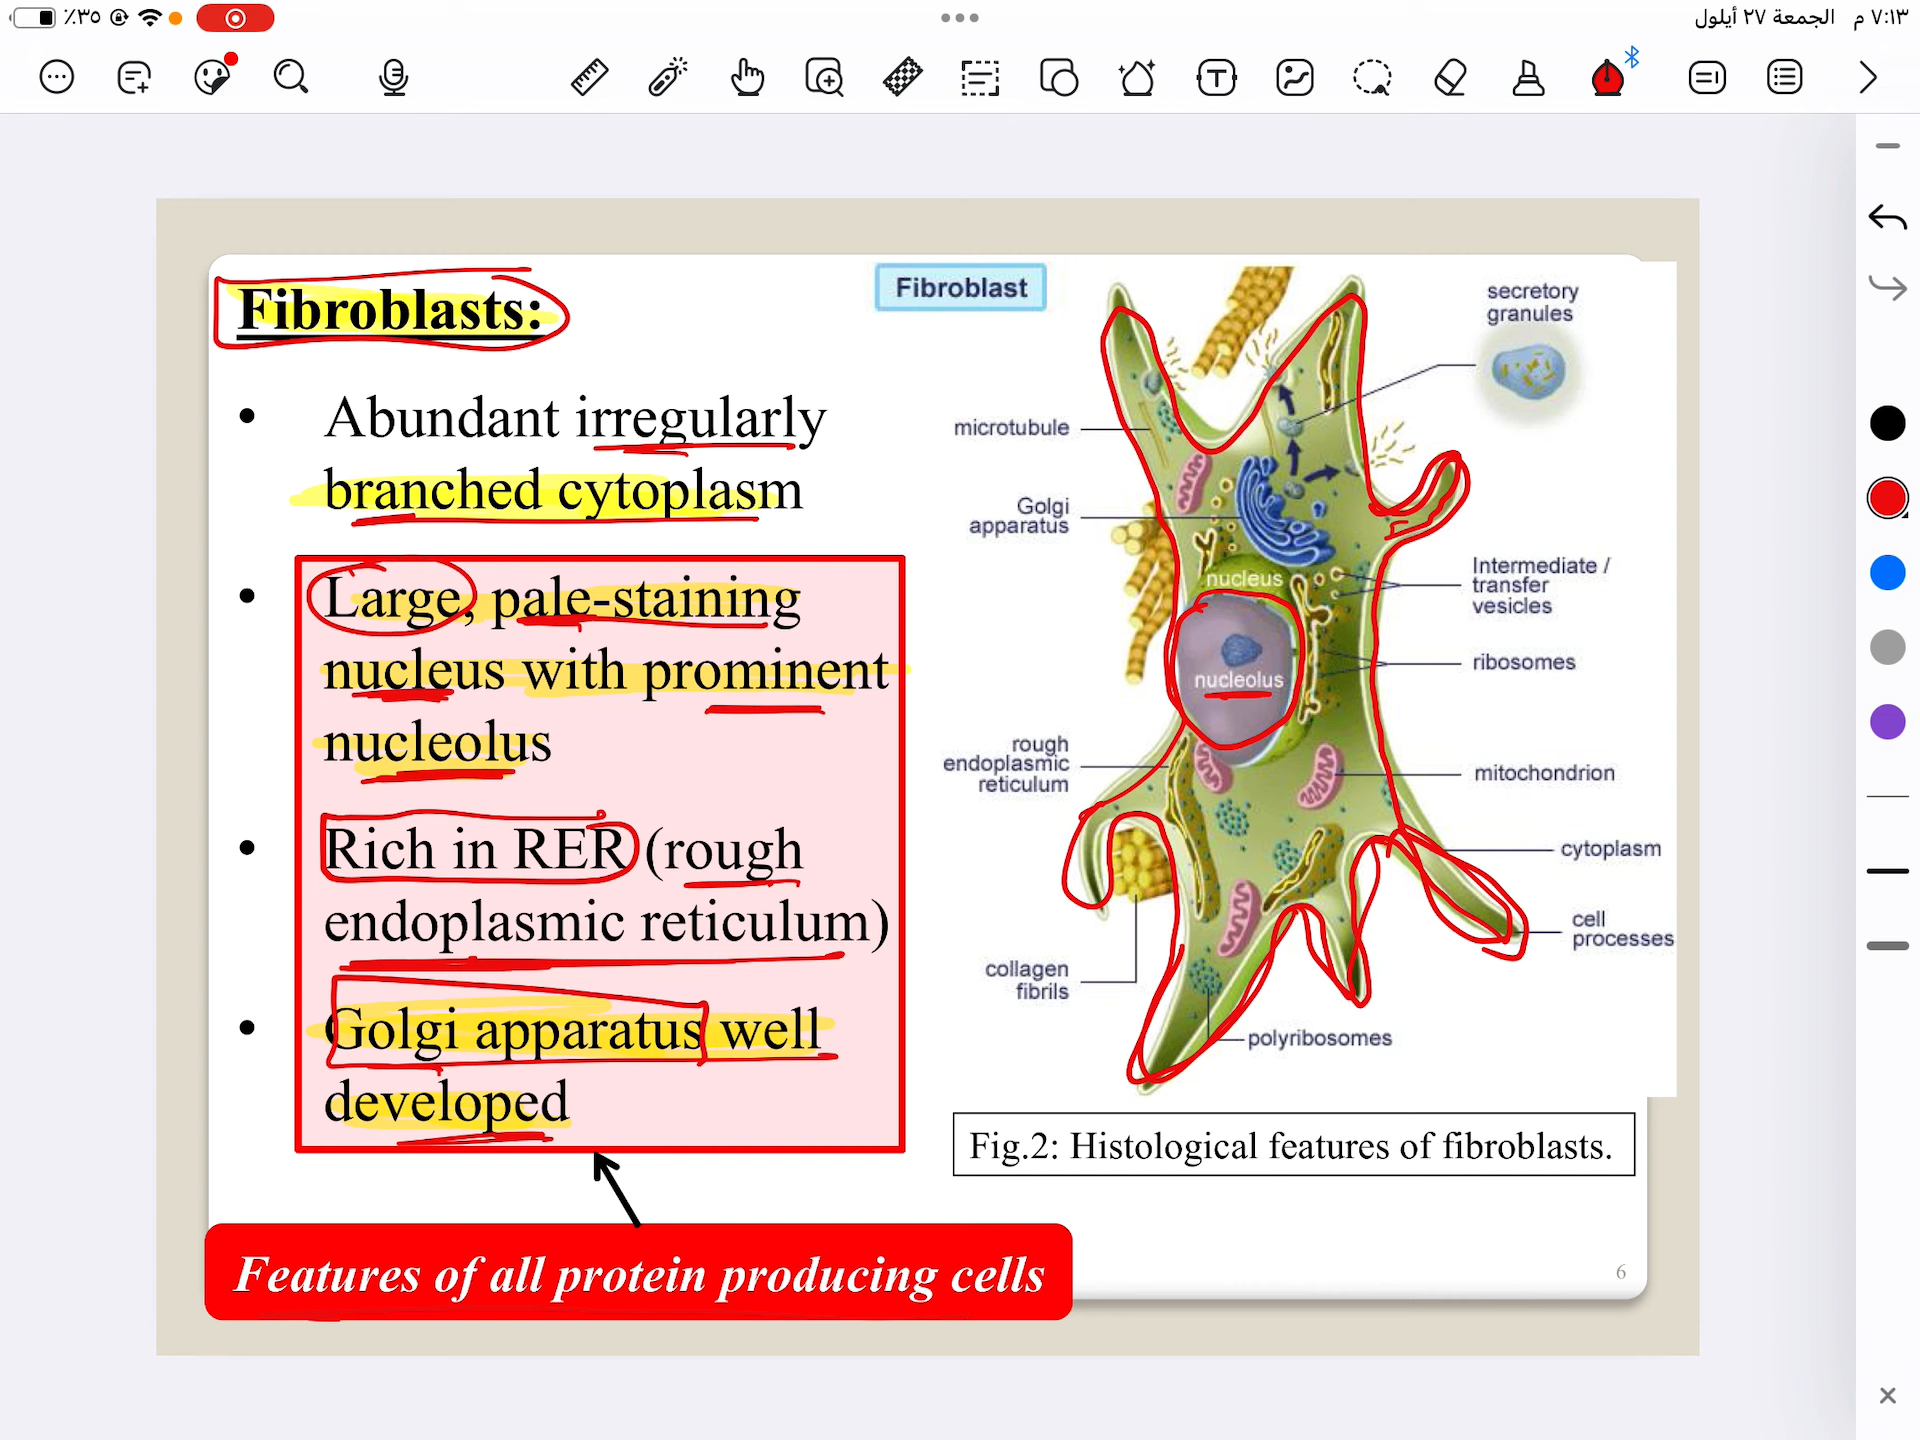 ٪٣٥
٧:١٣ م الجمعة ٢٧ أيلول
Fibroblasts:
• Abundant irregularly
branched cytoplasm
• Large, pale-staining
nucleus with prominent
nucleolus
• Rich in RER (rough
endoplasmic reticulum)
• Golgi apparatus well
developed
Features of all protein producing cells
Fibroblast
secretory
granules
microtubule
Golgi
apparatus
nucleus
Intermediate /
transfer
vesicles
ribosomes
nucleolus
rough
endoplasmic
reticulum
mitochondrion
cytoplasm
cell
processes
collagen
fibrils
polyribosomes
Fig.2: Histological features of fibroblasts.
6